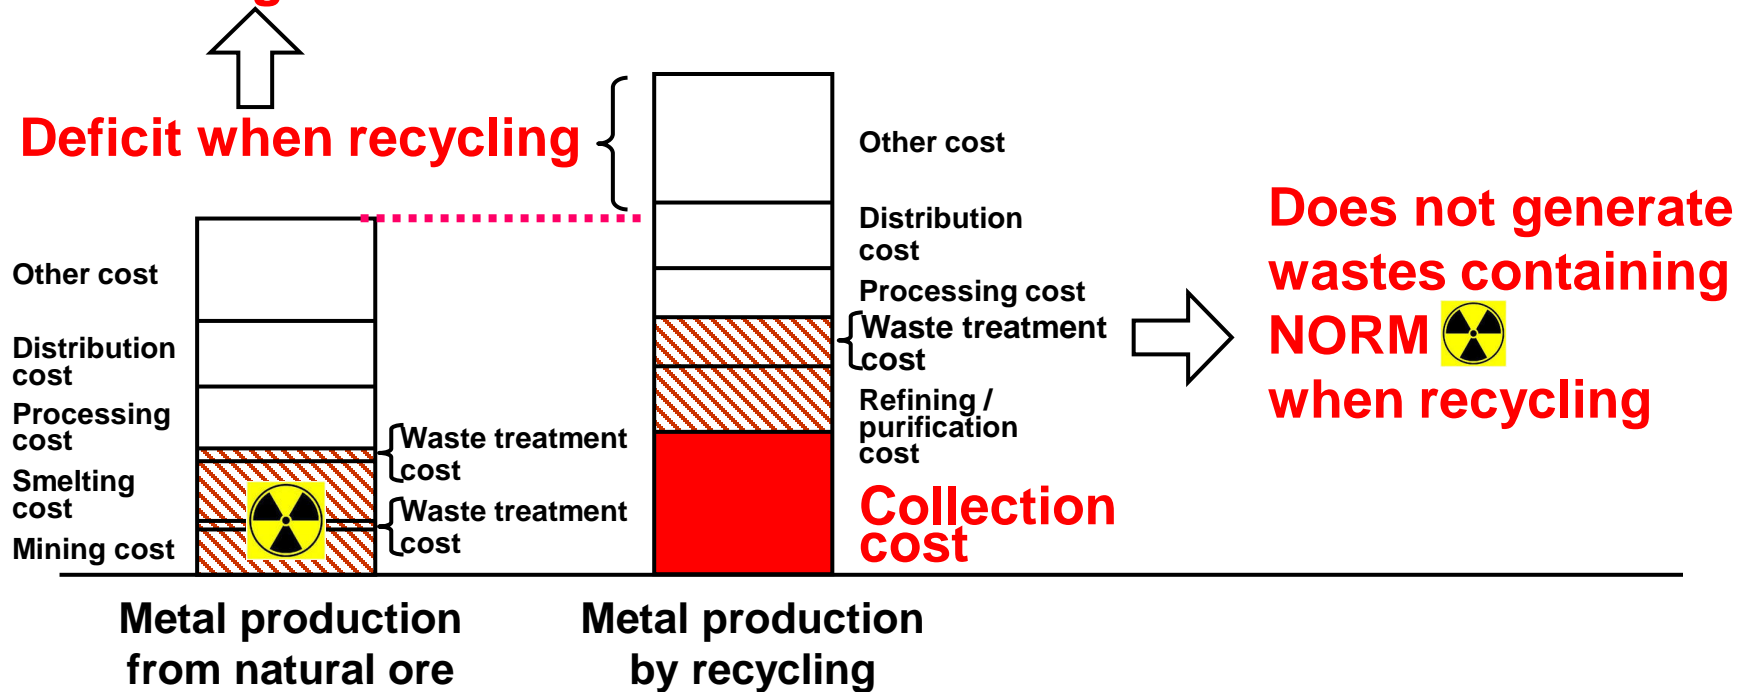 Deficit when recycling
Other cost
Distribution
cost
Processing
cost
Smelting
cost
Mining cost
Waste treatment
cost
Waste treatment
cost
Other cost
Distribution
cost
Processing cost
Waste treatment
cost
Refining /
purification
cost
Collection
cost
Does not generate
wastes containing
NORM
when recycling
Metal production
from natural ore
Metal production
by recycling